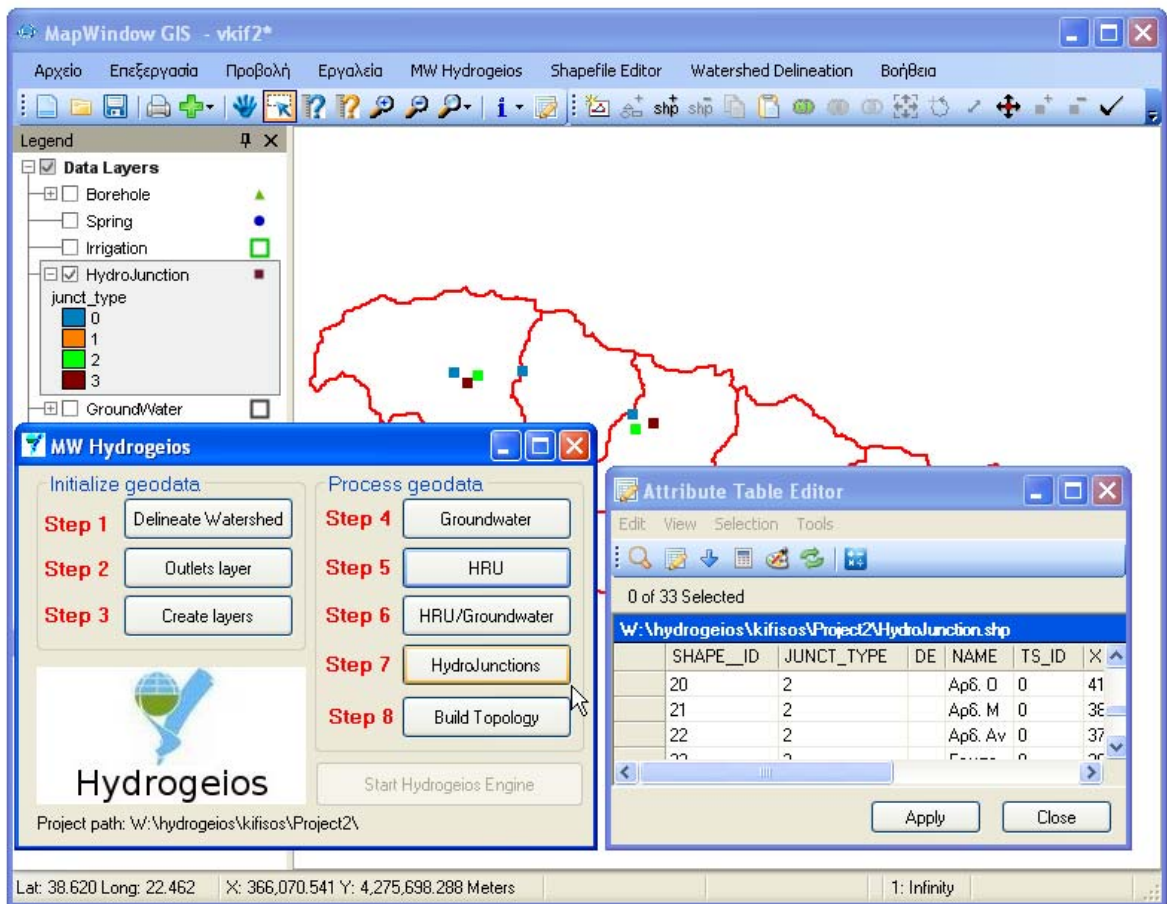 MapWindow GIS - vkif2*
Αρχείο Επεξεργασία Προβολή Εργαλεία MW Hydrogeios Shapefile Editor Watershed Delineation Βοήθεια
shp shp
Legend
Data Layers
Borehole
Spring
Irrigation
HydroJunction
junct_type
0
1
2
3
GroundWater
MW Hydrogeios
Initialize geodata
Step 1 Delineate Watershed
Step 2 Outlets layer
Step 3 Create layers
Process geodata
Step 4 Groundwater
Step 5 HRU
Step 6 HRU/Groundwater
Step 7 HydroJunctions
Step 8 Build Topology
Hydrogeios
Start Hydrogeios Engine
Project path: W:\hydrogeios\kifisos\Project2\
Attribute Table Editor
Edit View Selection Tools
0 of 33 Selected
W:\hydrogeios\kifisos\Project2\HydroJunction.shp
SHAPE__ID JUNCT_TYPE DE NAME TS_ID X
20 2 Αρδ. Ο 0 41
21 2 Αρδ. Μ 0 38
22 2 Αρδ. Αν 0 37
Apply Close
Lat: 38.620 Long: 22.462 X: 366,070.541 Y: 4,275,698.288 Meters 1: Infinity